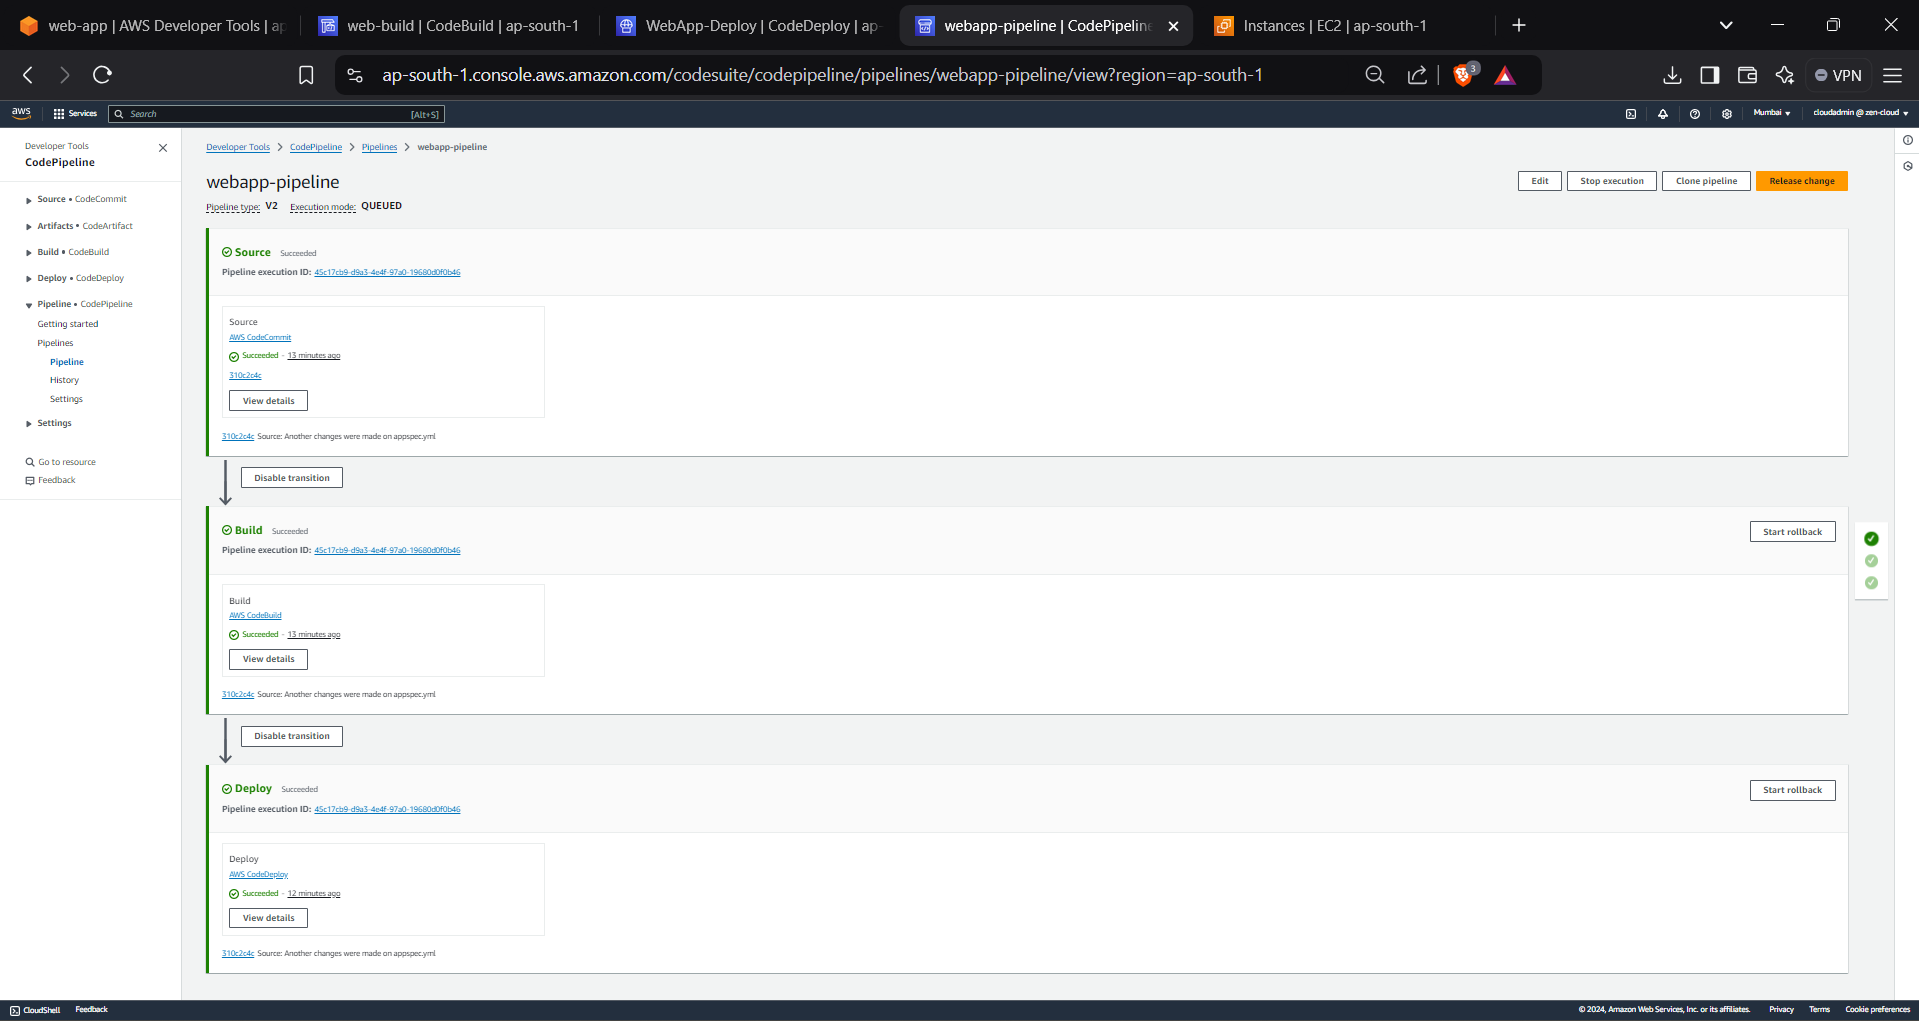 web-app | AWS Developer Tools | ap
web-build | CodeBuild | ap-south-1
WebApp-Deploy | CodeDeploy | ap-
webapp-pipeline | CodePipeline
Instances | EC2 | ap-south-1
ap-south-1.console.aws.amazon.com/codesuite/codepipeline/pipelines/webapp-pipeline/view?region=ap-south-1
3
VPN
aws
Services
Search
[Alt+S]
Mumbai
cloudadmin @ zen-cloud
Developer Tools
CodePipeline
Source • CodeCommit
Artifacts • CodeArtifact
Build • CodeBuild
Deploy • CodeDeploy
Pipeline • CodePipeline
Getting started
Pipelines
Pipeline
History
Settings
Settings
Go to resource
Feedback
Developer Tools > CodePipeline > Pipelines > webapp-pipeline
webapp-pipeline
Edit
Stop execution
Clone pipeline
Release change
Pipeline type: V2 Execution mode: QUEUED
Source Succeeded
Pipeline execution ID: 45c17cb9-d9a3-4e4f-97a0-19680d0f0b46
Source
AWS CodeCommit
Succeeded - 13 minutes ago
310c2c4c
View details
310c2c4c Source: Another changes were made on appspec.yml
Disable transition
Build Succeeded
Start rollback
Pipeline execution ID: 45c17cb9-d9a3-4e4f-97a0-19680d0f0b46
Build
AWS CodeBuild
Succeeded - 13 minutes ago
View details
310c2c4c Source: Another changes were made on appspec.yml
Disable transition
Deploy Succeeded
Start rollback
Pipeline execution ID: 45c17cb9-d9a3-4e4f-97a0-19680d0f0b46
Deploy
AWS CodeDeploy
Succeeded - 12 minutes ago
View details
310c2c4c Source: Another changes were made on appspec.yml
CloudShell
Feedback
© 2024, Amazon Web Services, Inc. or its affiliates.
Privacy
Terms
Cookie preferences